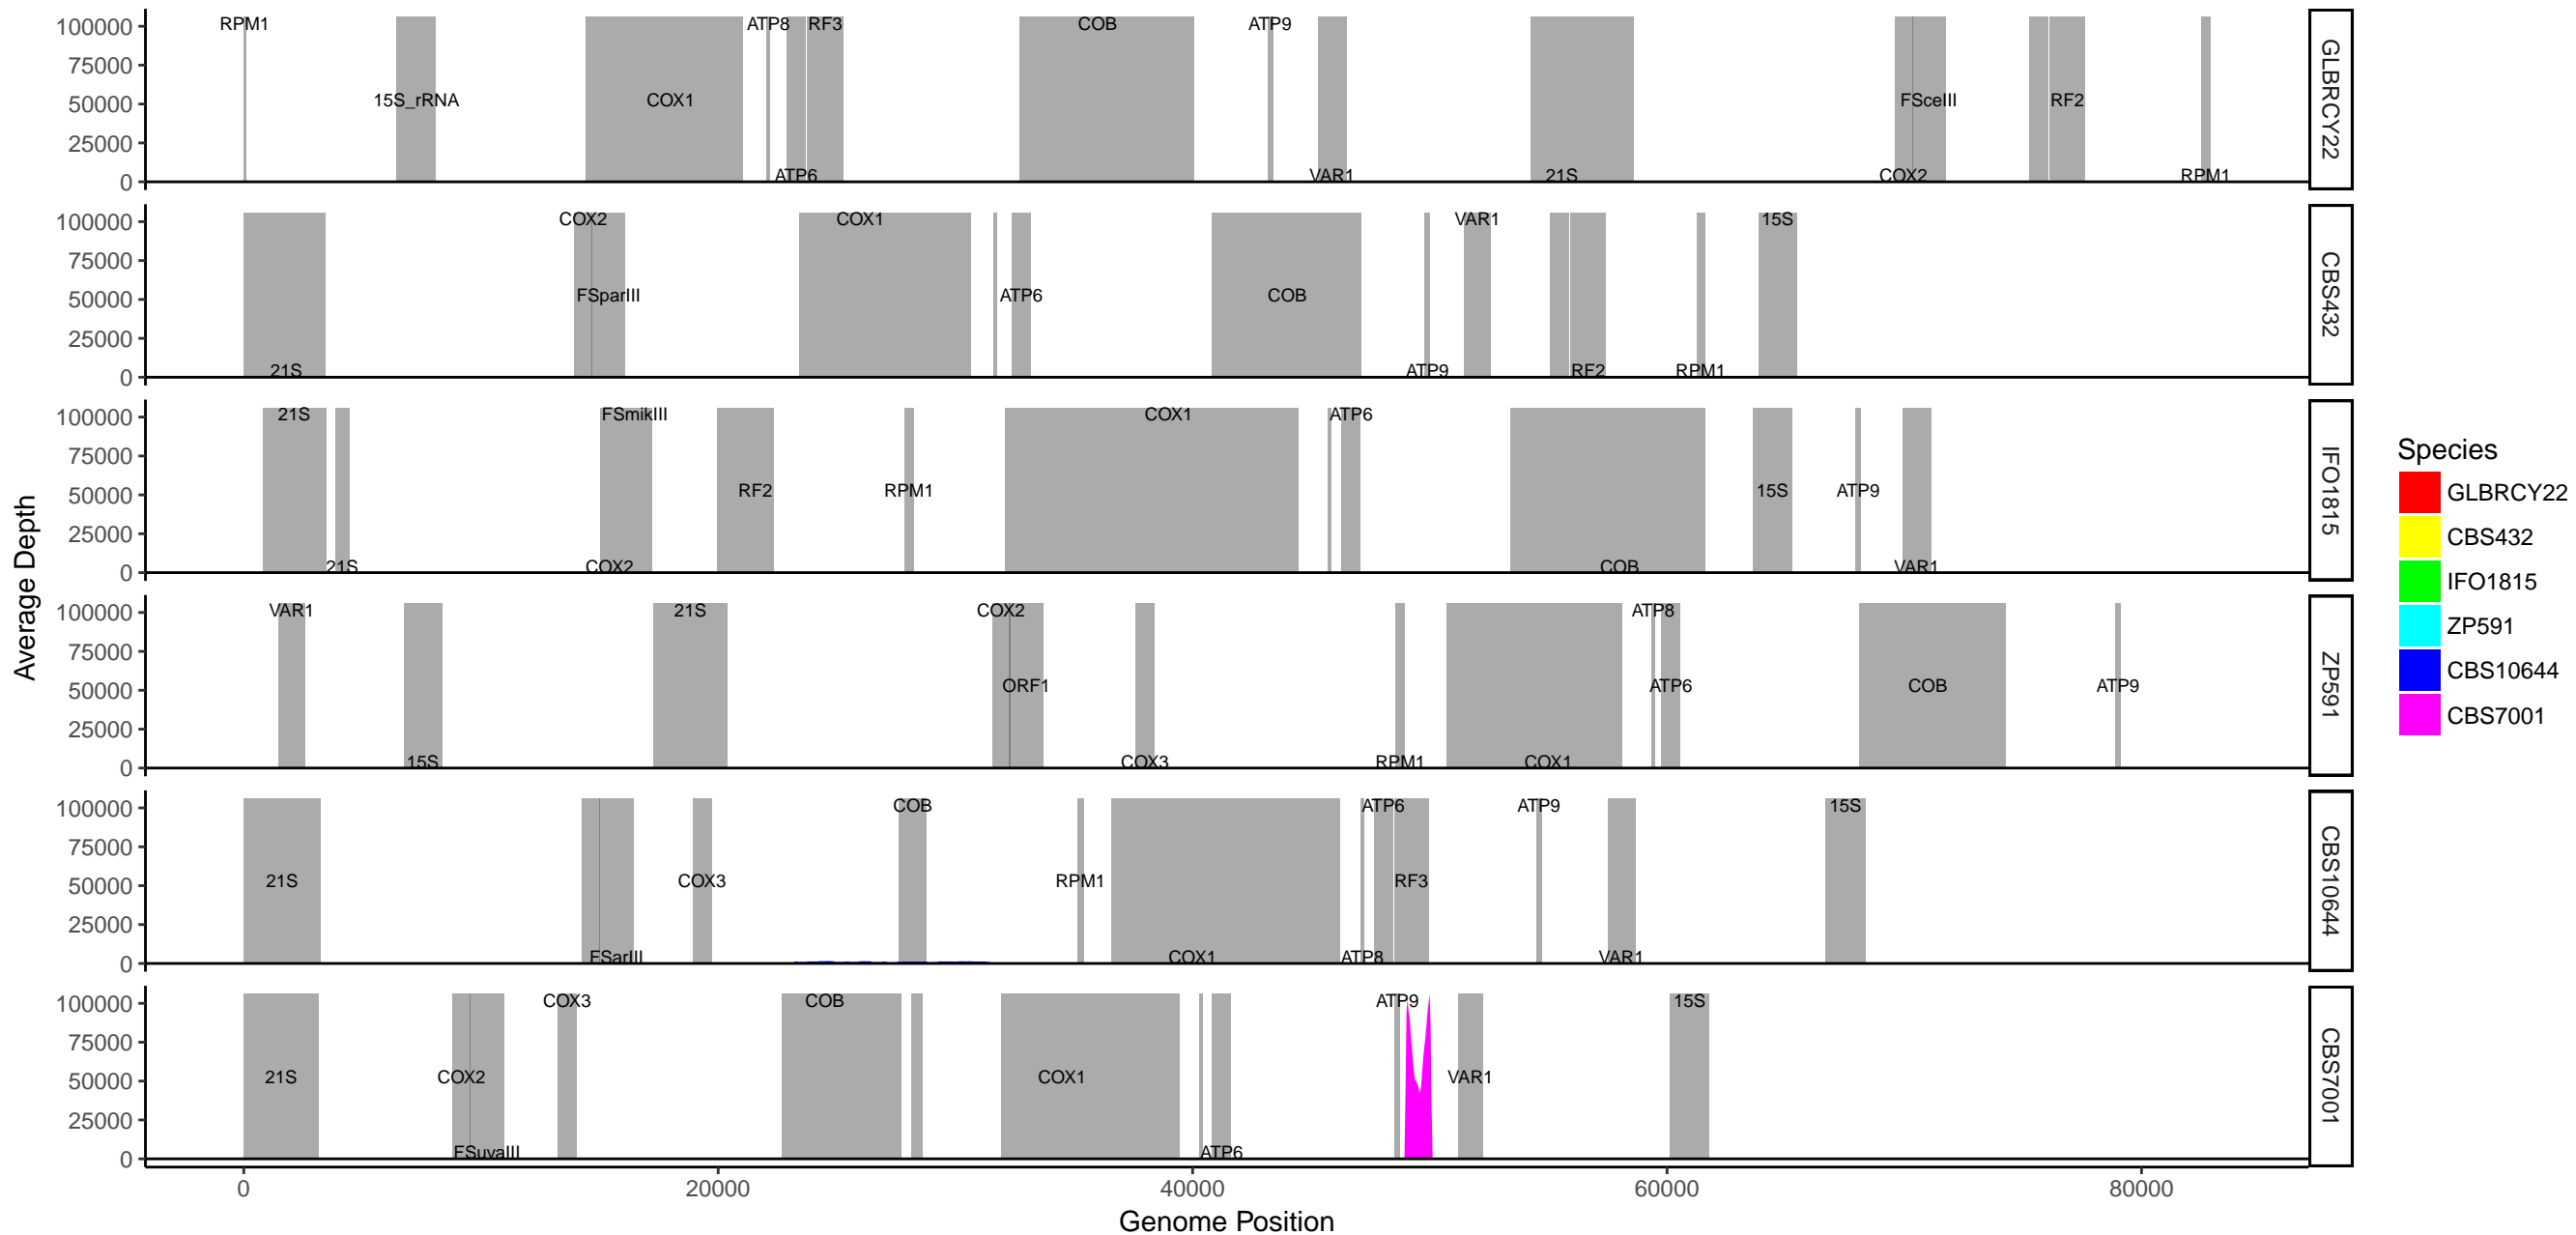 RPM1 ATP8 RF3 COB ATP9
100000
75000
50000
25000
0
15S_rRNA COX1 FSceIII RF2
ATP6 VAR1 21S COX2 RPM1
GLBRCY22
COX2 COX1 VAR1 15S
100000
75000
50000
25000
0
FSparIII ATP6 COB
21S ATP9 RF2 RPM1
CBS432
21S FSmikIII COX1 ATP6
100000
75000
50000
25000
0
RF2 RPM1 15S ATP9
21S COX2 COB VAR1
IFO1815
VAR1 21S COX2 ATP8
100000
75000
50000
25000
0
ORF1 ATP6 COB ATP9
15S COX3 RPM1 COX1
ZP591
COB ATP6 ATP9 15S
100000
75000
50000
25000
0
21S COX3 RPM1 RF3
FSarIII COX1 ATP8 VAR1
CBS10644
COX3 COB ATP9 15S
100000
75000
50000
25000
0
21S COX2 COX1 VAR1
FSuvaIII ATP6
CBS7001
0 20000 40000 60000 80000
Genome Position
Average Depth
Species
GLBRCY22
CBS432
IFO1815
ZP591
CBS10644
CBS7001